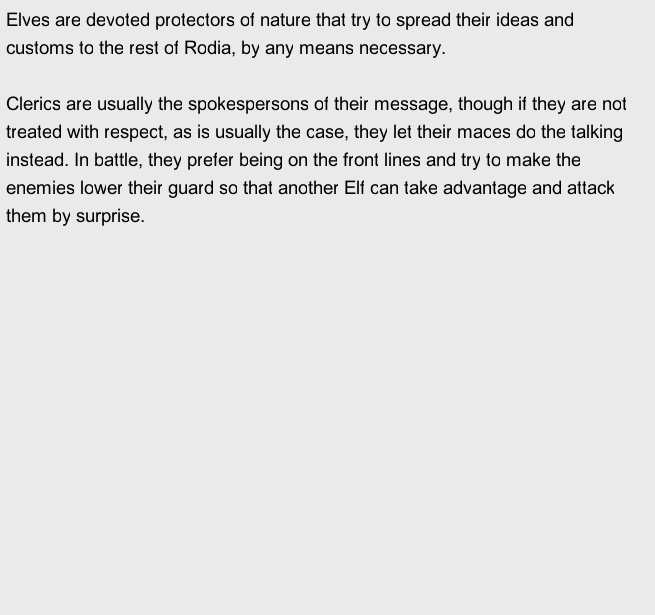 Elves are devoted protectors of nature that try to spread their ideas and
customs to the rest of Rodia, by any means necessary.
Clerics are usually the spokespersons of their message, though if they are not
treated with respect, as is usually the case, they let their maces do the talking
instead. In battle, they prefer being on the front lines and try to make the
enemies lower their guard so that another Elf can take advantage and attack
them by surprise.